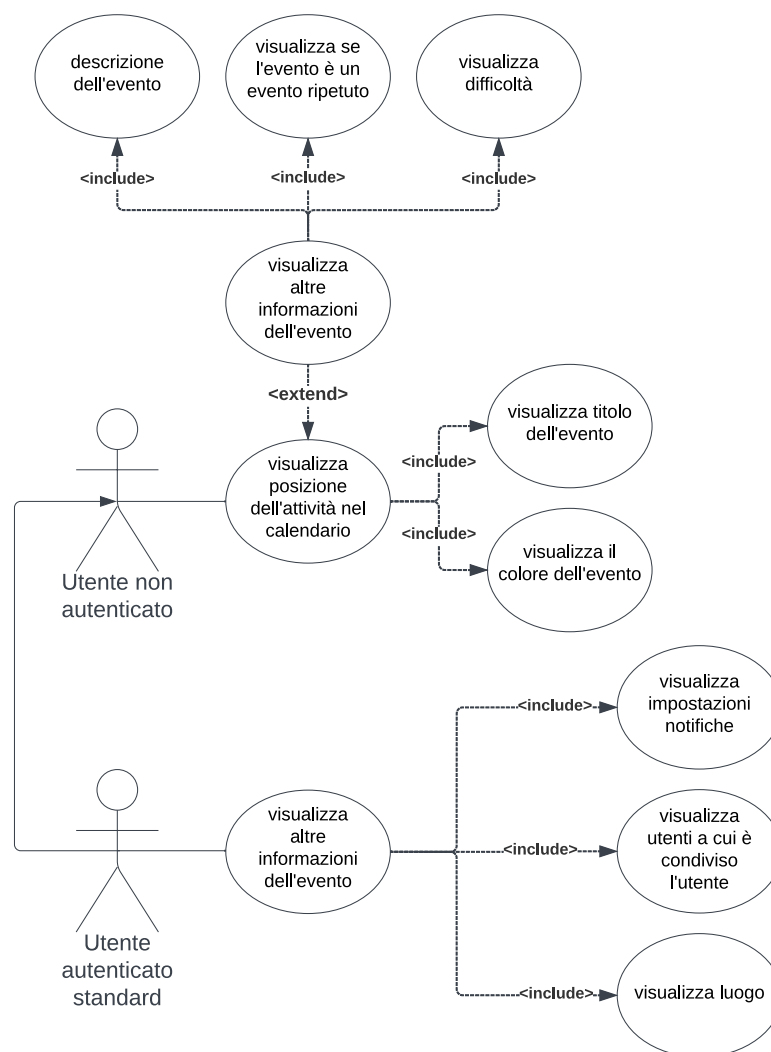 descrizione
dell'evento
visualizza se
l'evento è un
evento ripetuto
visualizza
difficoltà
<include>
<include>
<include>
visualizza
altre
informazioni
dell'evento
<extend>
visualizza titolo
dell'evento
visualizza
posizione
dell'attività nel
calendario
<include>
<include>
visualizza il
colore dell'evento
Utente non
autenticato
visualizza
impostazioni
notifiche
<include>
visualizza
altre
informazioni
dell'evento
<include>
visualizza
utenti a cui è
condiviso
l'utente
Utente
autenticato
standard
<include>
visualizza luogo